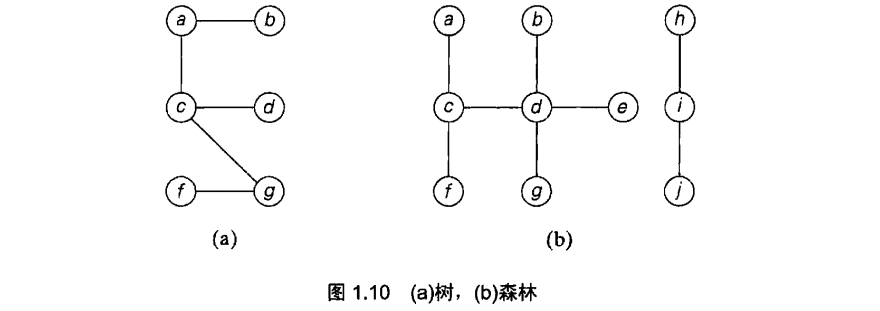 a b a b h
c d c d e i
f g f g j
(a) (b)
图 1.10 (a)树，(b)森林